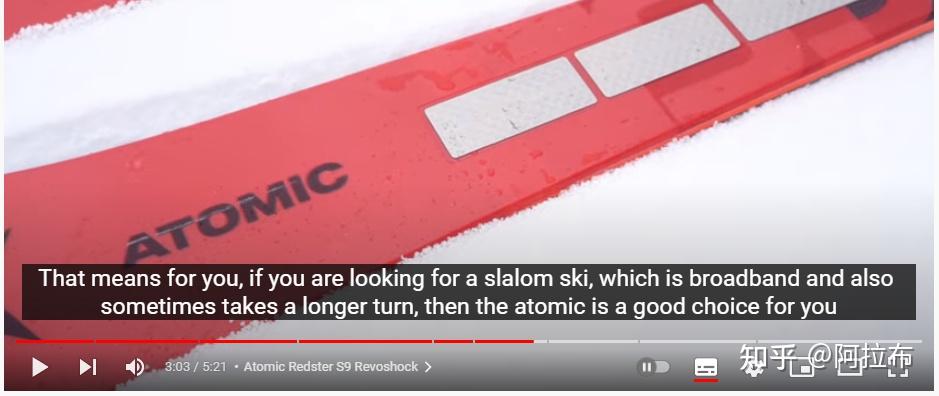 ATOMIC
That means for you, if you are looking for a slalom ski, which is broadband and also
sometimes takes a longer turn, then the atomic is a good choice for you
3:03 / 5:21 • Atomic Redster S9 Revoshock >
知乎 @阿拉布